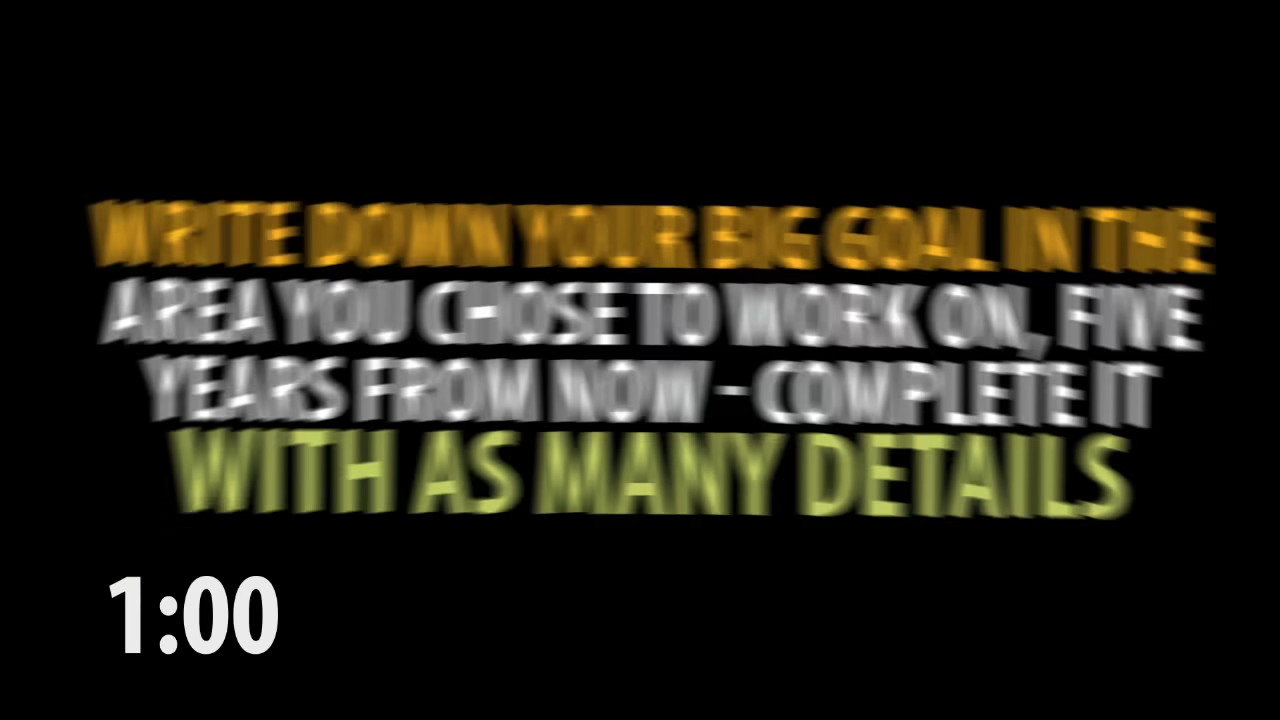 WRITE DOWN YOUR BIG GOAL IN THE
AREA YOU CHOSE TO WORK ON, FIVE
YEARS FROM NOW - COMPLETE IT
WITH AS MANY DETAILS
1:00